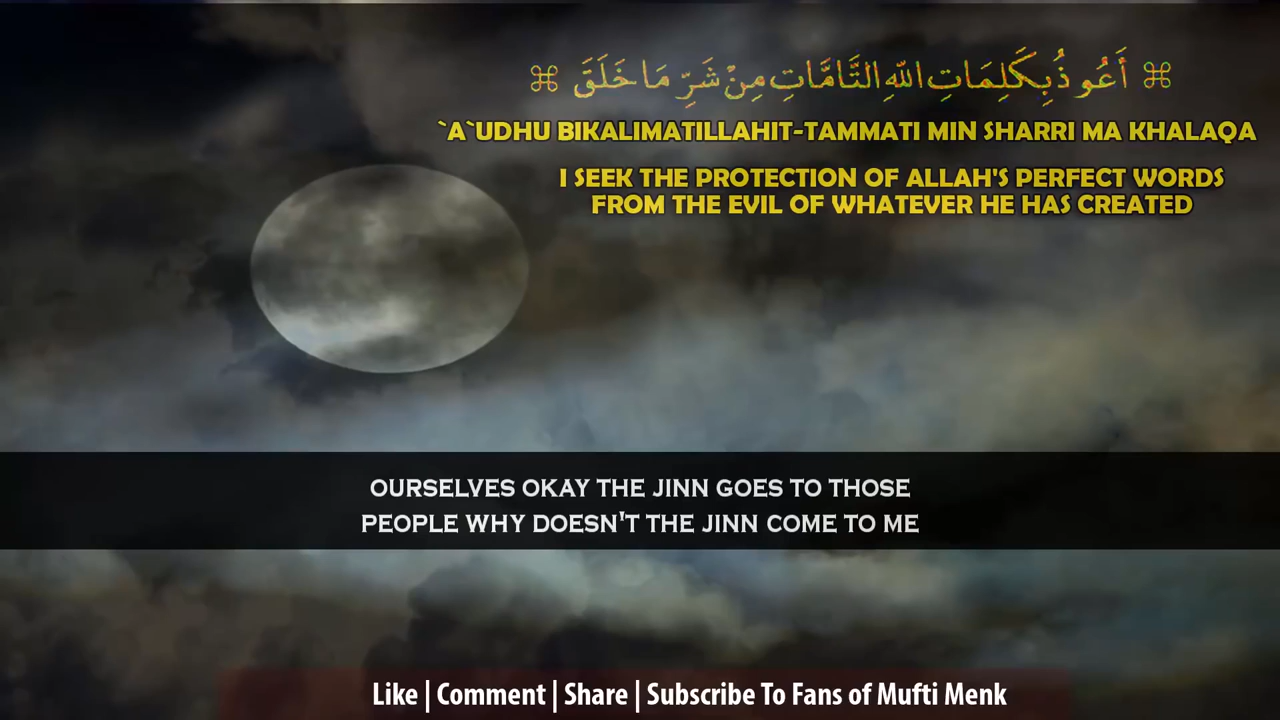 ⌘ أَعُوذُ بِكَلِمَاتِ اللّٰهِ التَّامَّاتِ مِنْ شَرِّ مَا خَلَقَ ⌘
`A`UDHU BIKALIMATILLAHIT-TAMMATI MIN SHARRI MA KHALAQA
I SEEK THE PROTECTION OF ALLAH'S PERFECT WORDS
FROM THE EVIL OF WHATEVER HE HAS CREATED
OURSELVES OKAY THE JINN GOES TO THOSE
PEOPLE WHY DOESN'T THE JINN COME TO ME
Like | Comment | Share | Subscribe To Fans of Mufti Menk